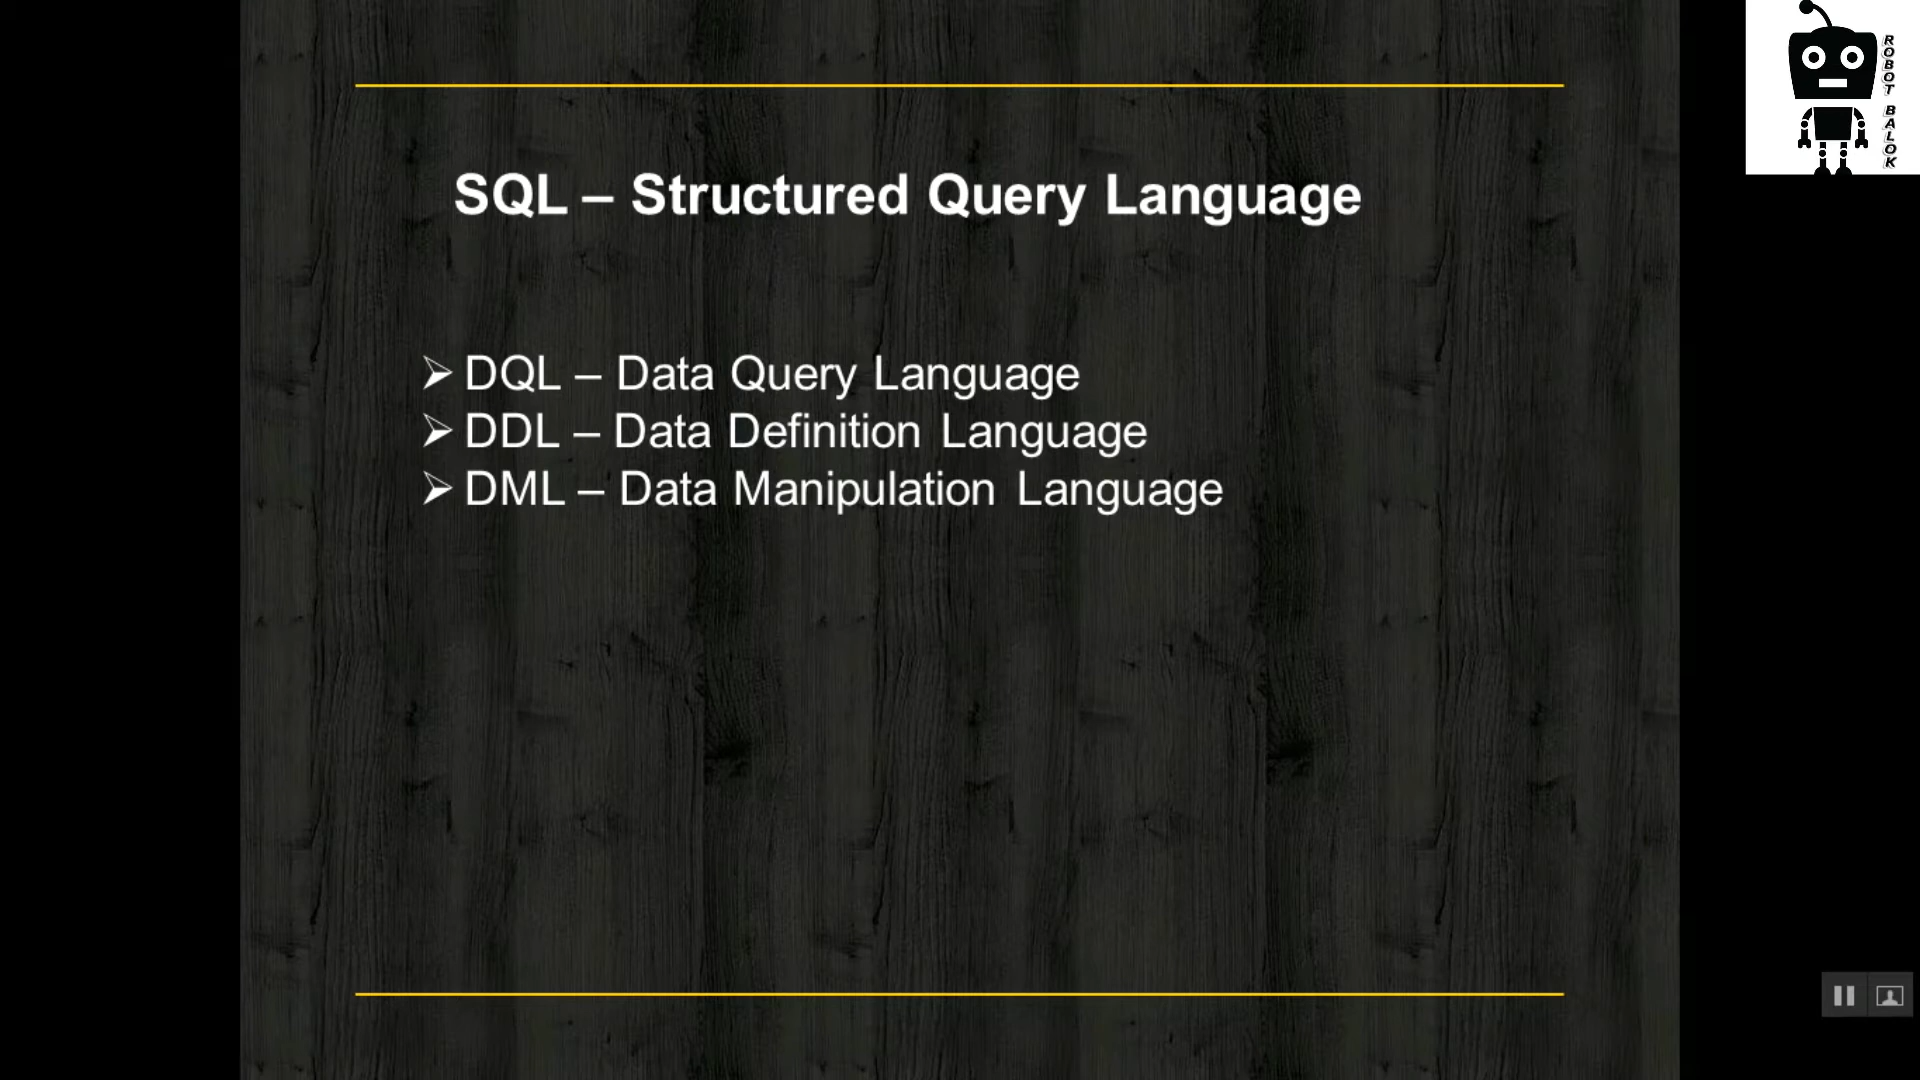 SQL – Structured Query Language
➢ DQL – Data Query Language
➢ DDL – Data Definition Language
➢ DML – Data Manipulation Language
ROBOT BALOK